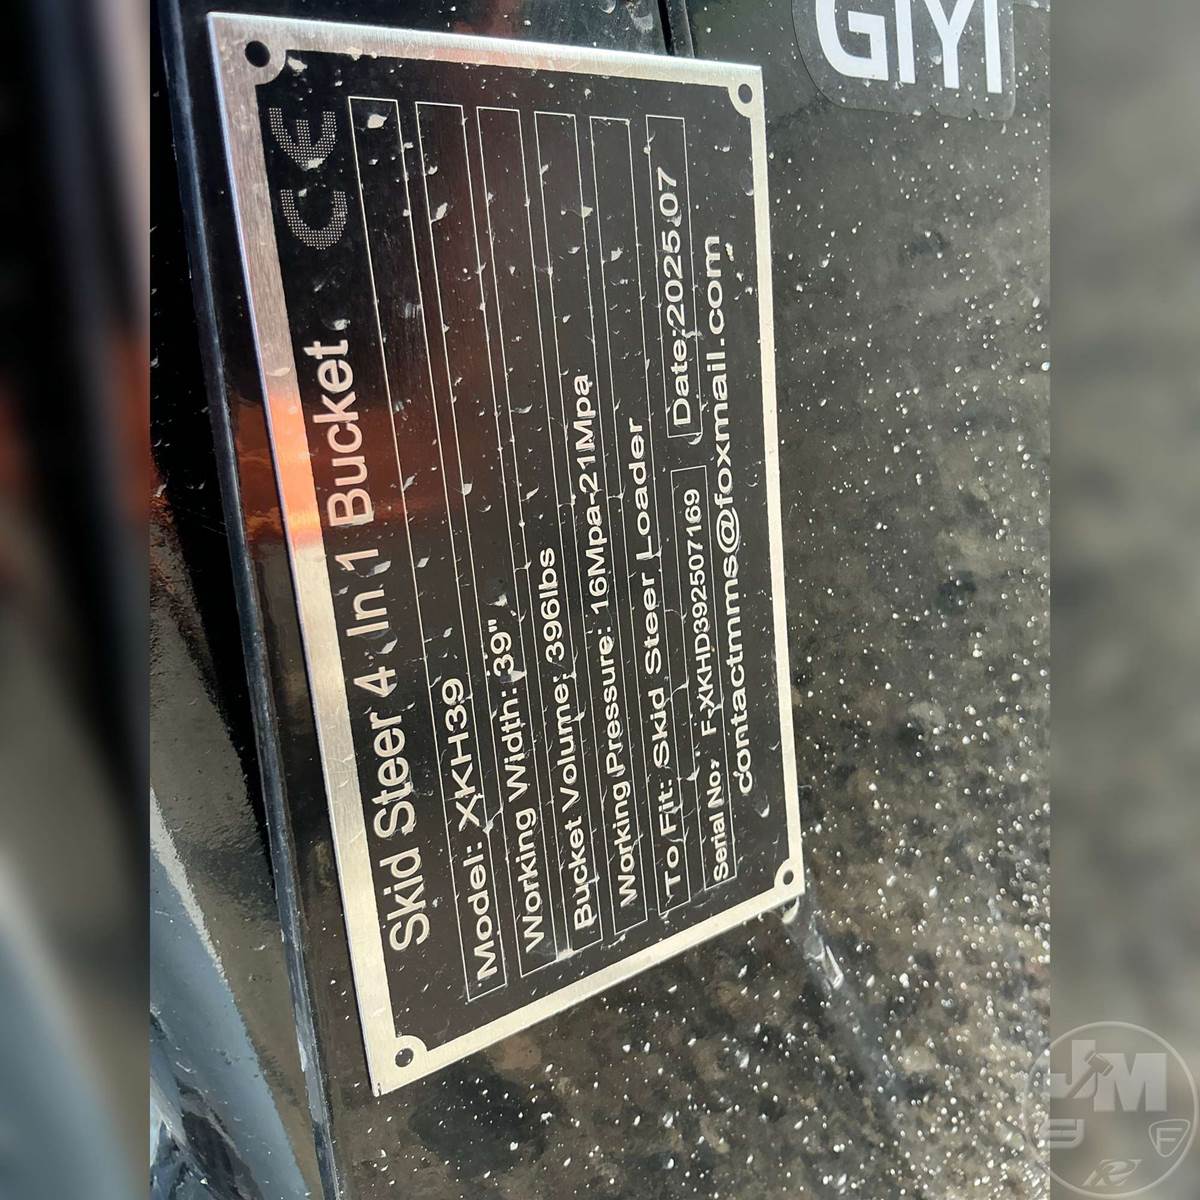 GIYI
CE
Skid Steer 4 In 1 Bucket
Model: XKH39
Working Width: 39"
Bucket Volume: 396lbs
Working Pressure: 16Mpa-21Mpa
To Fit: Skid Steer Loader
Serial No: F-XKHD392507169 Date:2025.07
contactmms@foxmail.com
JM
F